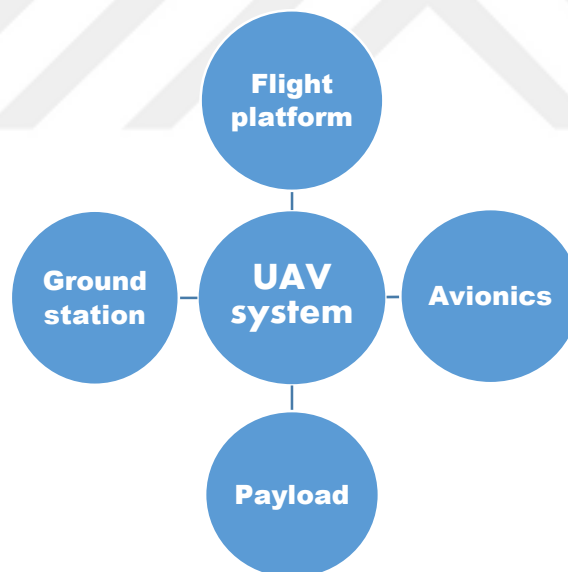 Flight
platform
Ground
station
UAV
system
Avionics
Payload